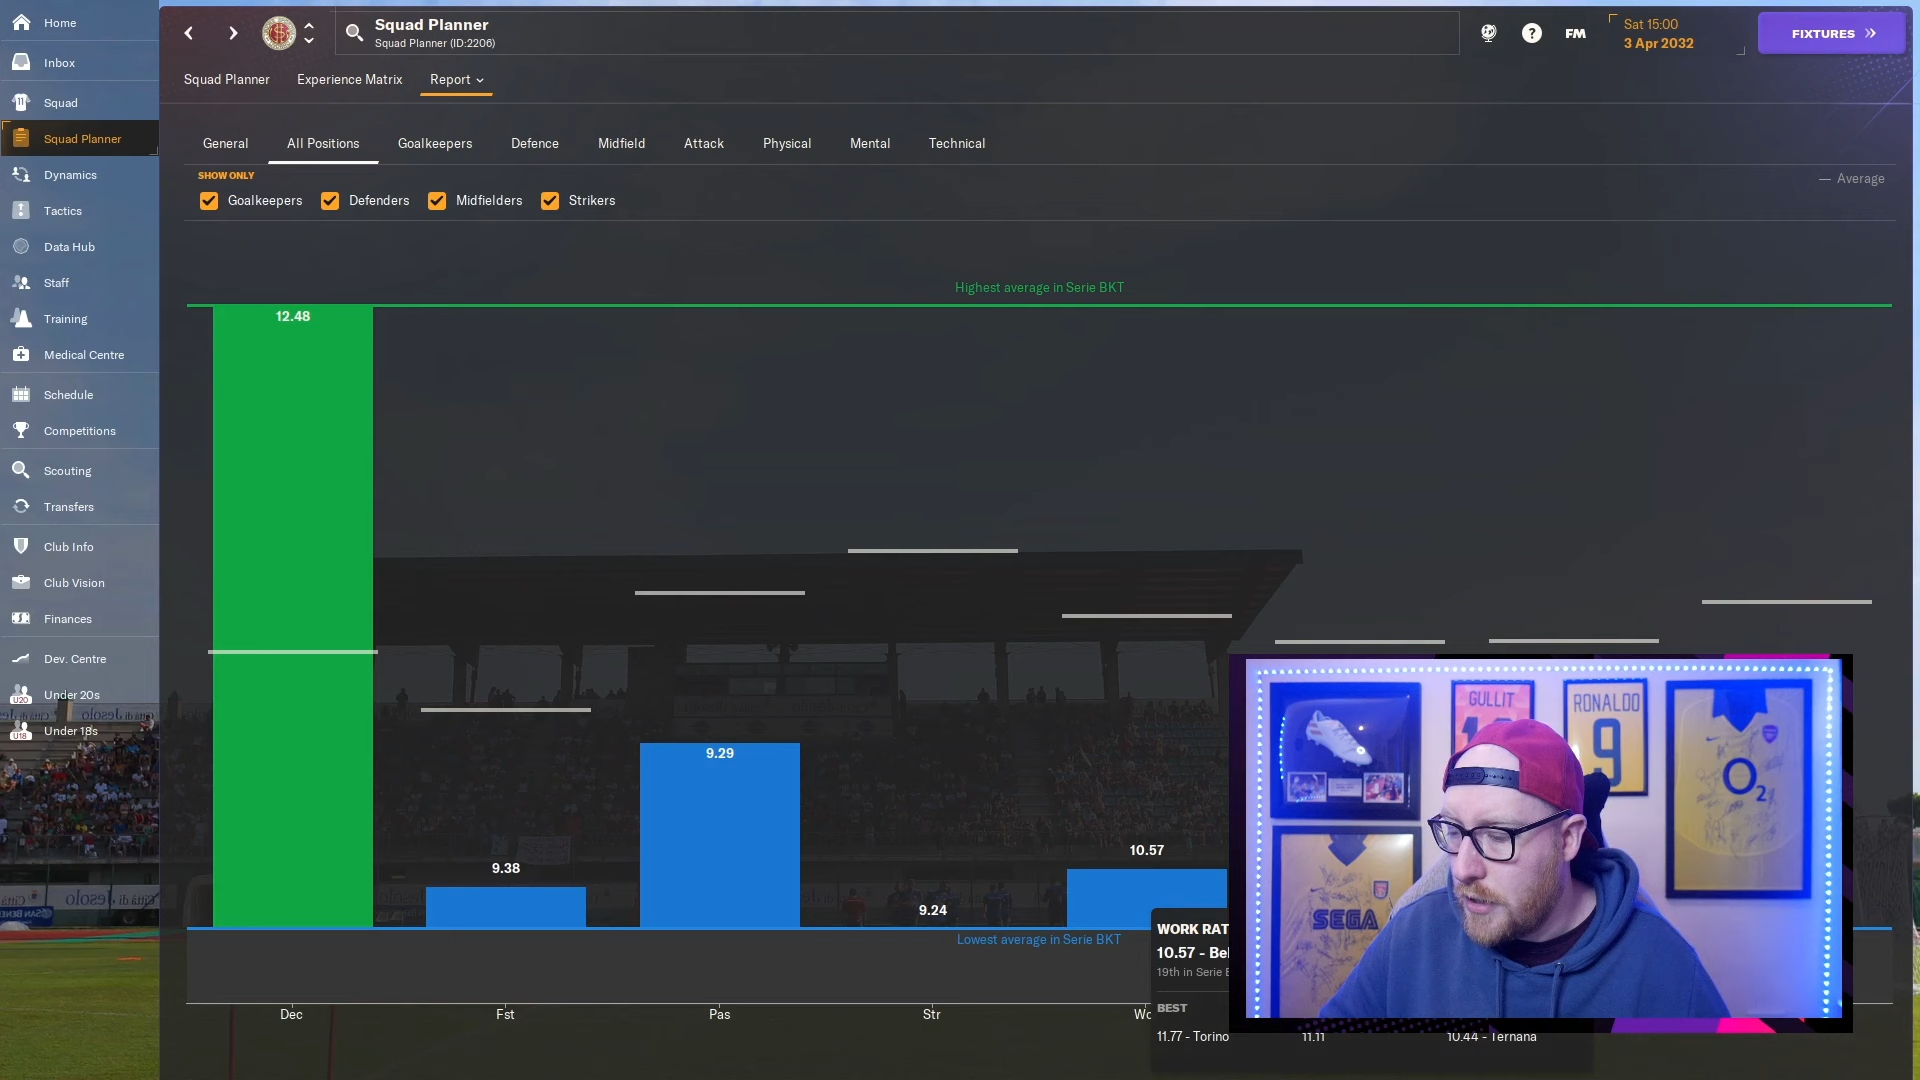 Home
Inbox
Squad
Squad Planner
Dynamics
Tactics
Data Hub
Staff
Training
Medical Centre
Schedule
Competitions
Scouting
Transfers
Club Info
Club Vision
Finances
Dev. Centre
U20 Under 20s
U18 Under 18s
Squad Planner
Squad Planner (ID:2206)
FM
Sat 15:00
3 Apr 2032
FIXTURES
Squad Planner Experience Matrix Report
General All Positions Goalkeepers Defence Midfield Attack Physical Mental Technical
SHOW ONLY
Average
Goalkeepers Defenders Midfielders Strikers
Highest average in Serie BKT
12.48
9.38
9.29
9.24
10.57
Lowest average in Serie BKT
WORK RAT
10.57 - Bel
19th in Serie B
BEST
11.77 - Torino 11.11 10.44 - Ternana
Dec Fst Pas Str Wo
GULLIT
RONALDO
9
O2
SEGA